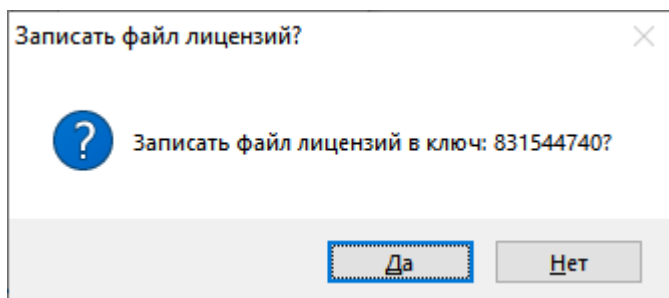 Записать файл лицензий?
Записать файл лицензий в ключ: 831544740?
Да
Нет